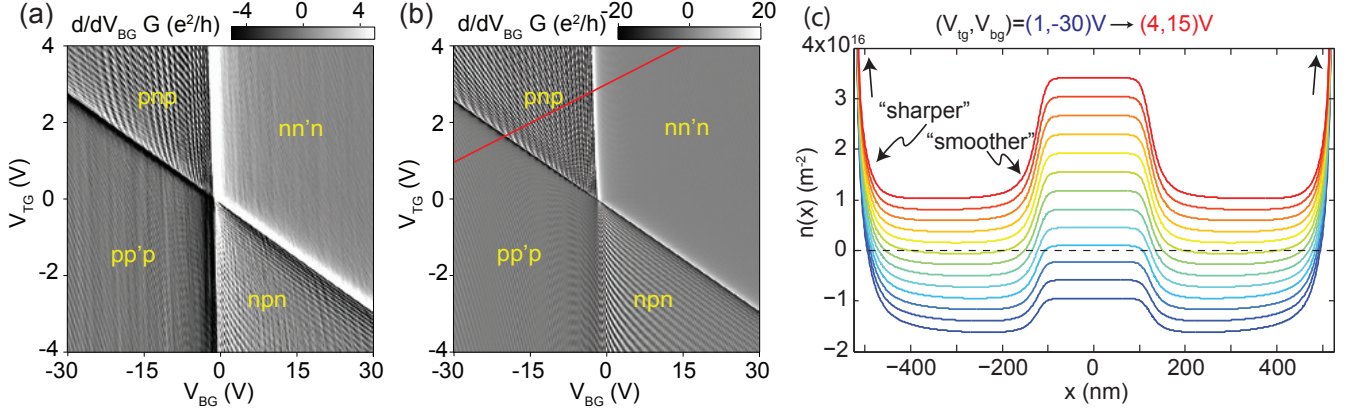 (a)
d/dV_BG G (e²/h)
-4 0 4
4
2
0
-2
-4
V_TG (V)
pnp
nn'n
pp'p
npn
-30 -15 0 15 30
V_BG (V)
(b)
d/dV_BG G (e²/h)
-20 0 20
4
2
0
-2
-4
V_TG (V)
pnp
nn'n
pp'p
npn
-30 -15 0 15 30
V_BG (V)
(c)
(V_tg,V_bg)=(1,-30)V → (4,15)V
4x10¹⁶
3
2
1
0
−1
−2
n(x) (m⁻²)
"sharper"
"smoother"
−400 −200 0 200 400
x (nm)